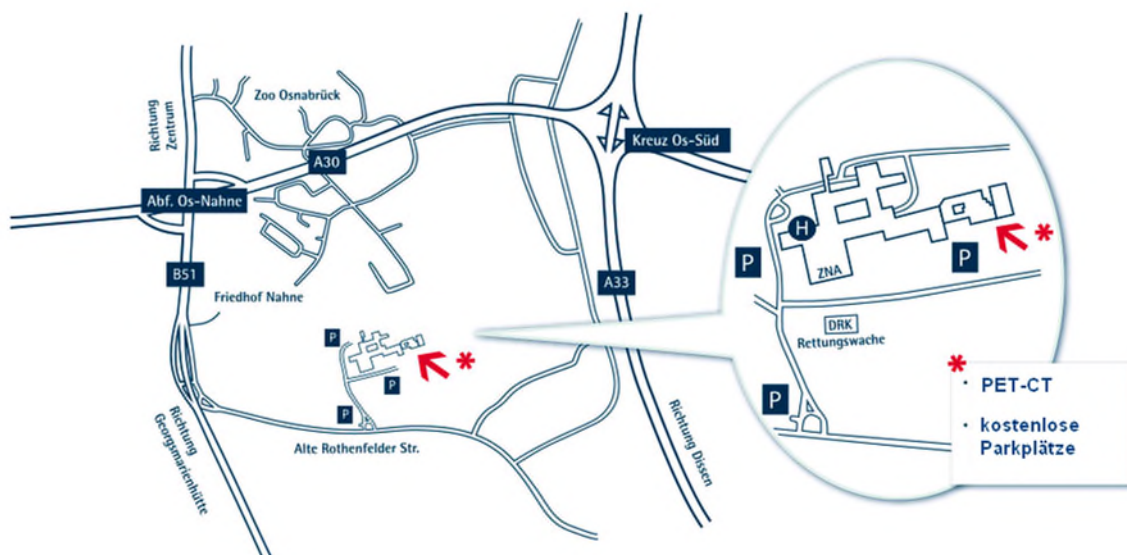 Richtung
Zentrum
Zoo Osnabrück
A30
Kreuz Os-Süd
Abf. Os-Nahne
B51
Friedhof Nahne
A33
P
*
P
P
Alte Rothenfelder Str.
Richtung
Georgsmarienhütte
Richtung Dissen
H
P
ZNA
P
*
DRK
Rettungswache
P
*
· PET-CT
· kostenlose
Parkplätze